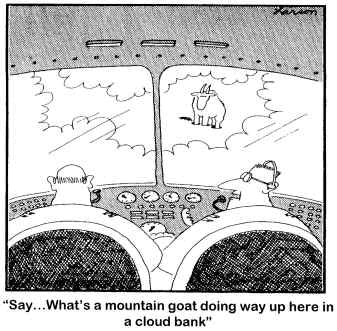 Larson
"Say...What's a mountain goat doing way up here in
a cloud bank"